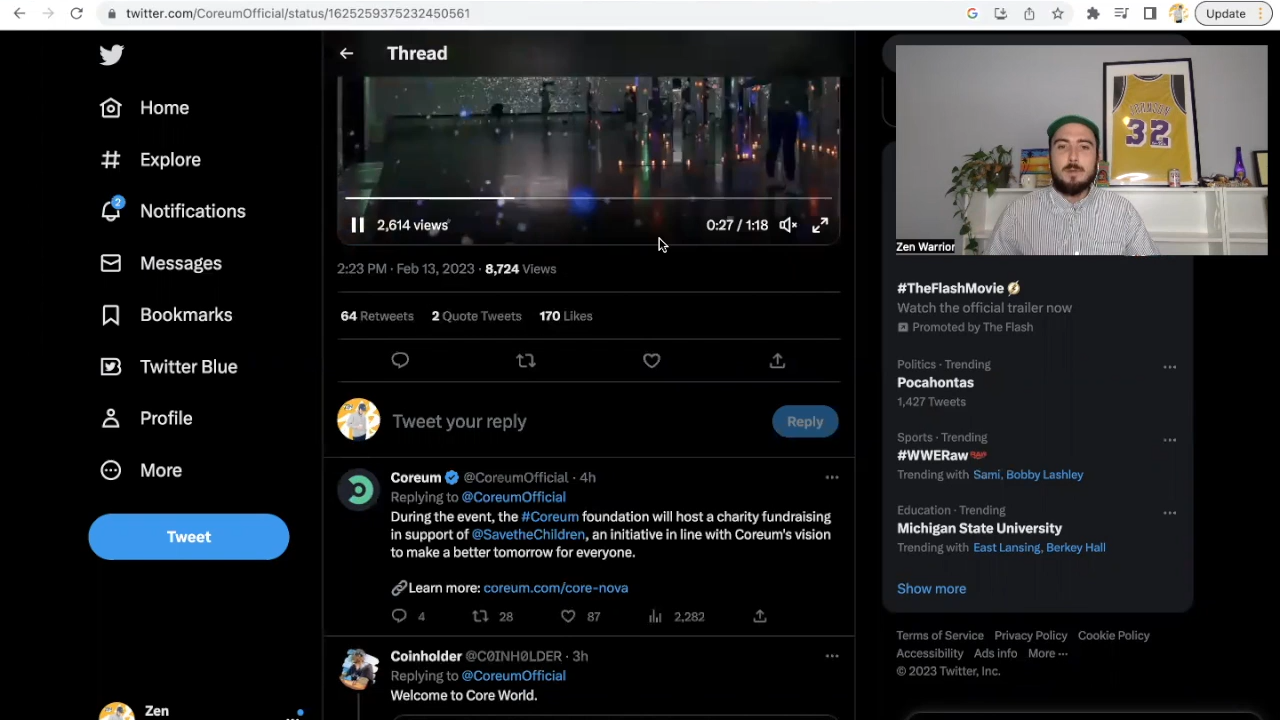 twitter.com/CoreumOfficial/status/1625259375232450561
Update
Home
Explore
2
Notifications
Messages
Bookmarks
Twitter Blue
Profile
More
Tweet
Zen
Thread
2,614 views
0:27 / 1:18
2:23 PM · Feb 13, 2023 · 8,724 Views
64 Retweets 2 Quote Tweets 170 Likes
Tweet your reply
Reply
Coreum @CoreumOfficial · 4h
Replying to @CoreumOfficial
During the event, the #Coreum foundation will host a charity fundraising
in support of @SavetheChildren, an initiative in line with Coreum's vision
to make a better tomorrow for everyone.
Learn more: coreum.com/core-nova
4 28 87 2,282
Coinholder @C0INH0LDER · 3h
Replying to @CoreumOfficial
Welcome to Core World.
JOHNSON
32
Zen Warrior
#TheFlashMovie
Watch the official trailer now
Promoted by The Flash
Politics · Trending
Pocahontas
1,427 Tweets
Sports · Trending
#WWERaw
Trending with Sami, Bobby Lashley
Education · Trending
Michigan State University
Trending with East Lansing, Berkey Hall
Show more
Terms of Service Privacy Policy Cookie Policy
Accessibility Ads info More ···
© 2023 Twitter, Inc.